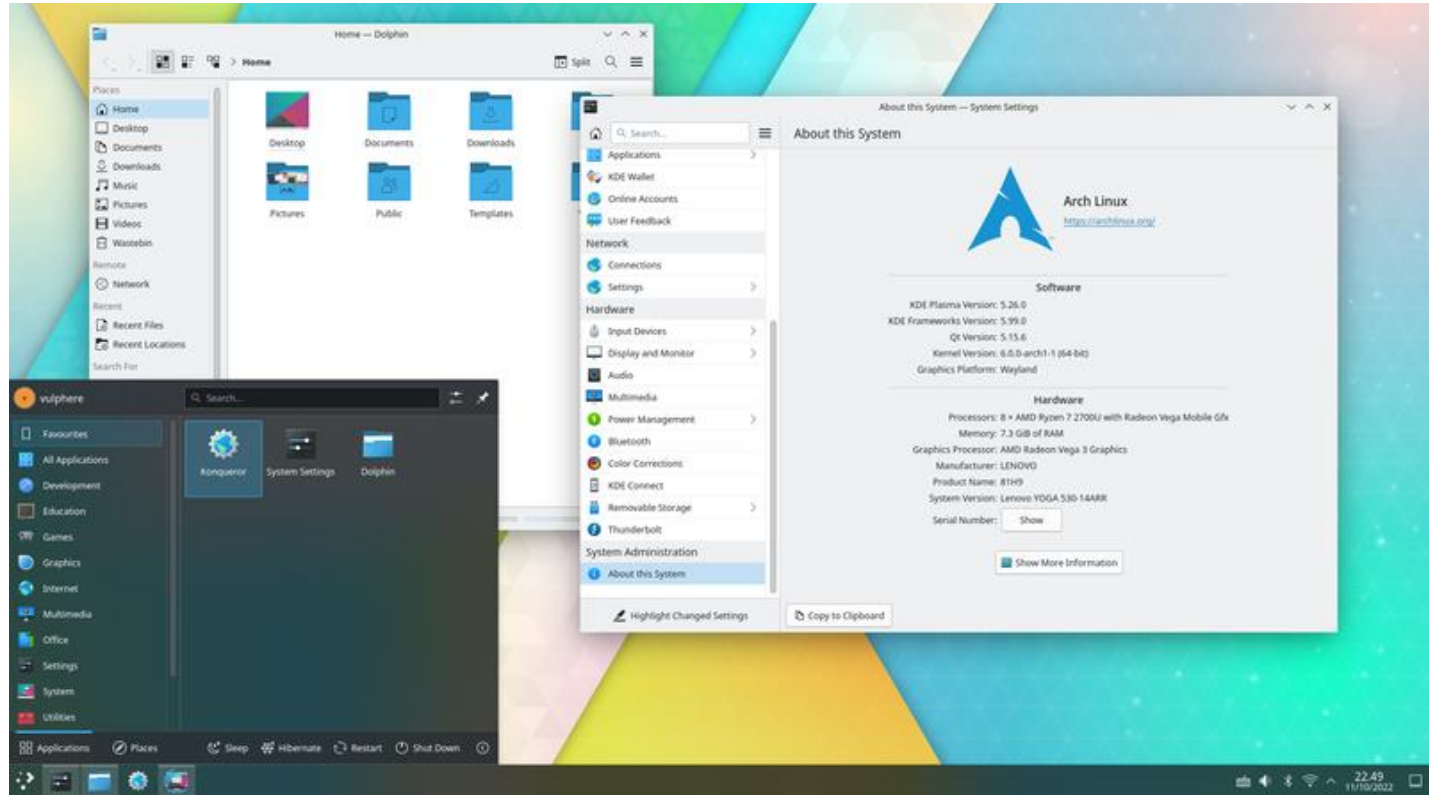 Home — Dolphin
Home
Split
Places
Home
Desktop
Documents
Downloads
Music
Pictures
Videos
Wastebin
Remote
Network
Recent
Recent Files
Recent Locations
Search For
Desktop
Documents
Downloads
Pictures
Public
Templates
About this System — System Settings
Search...
About this System
Applications
KDE Wallet
Online Accounts
User Feedback
Network
Connections
Settings
Hardware
Input Devices
Display and Monitor
Audio
Multimedia
Power Management
Bluetooth
Color Corrections
KDE Connect
Removable Storage
Thunderbolt
System Administration
About this System
Highlight Changed Settings
Arch Linux
https://archlinux.org/
Software
KDE Plasma Version: 5.26.0
KDE Frameworks Version: 5.99.0
Qt Version: 5.15.6
Kernel Version: 6.0.0-arch1-1 (64-bit)
Graphics Platform: Wayland
Hardware
Processors: 8 × AMD Ryzen 7 2700U with Radeon Vega Mobile Gfx
Memory: 7.3 GiB of RAM
Graphics Processor: AMD Radeon Vega 3 Graphics
Manufacturer: LENOVO
Product Name: 81H9
System Version: Lenovo YOGA 530-14ARR
Serial Number: Show
Show More Information
Copy to Clipboard
vulphere
Search...
Favourites
All Applications
Development
Education
Games
Graphics
Internet
Multimedia
Office
Settings
System
Utilities
Konqueror
System Settings
Dolphin
Applications
Places
Sleep
Hibernate
Restart
Shut Down
22.49
11/10/2022